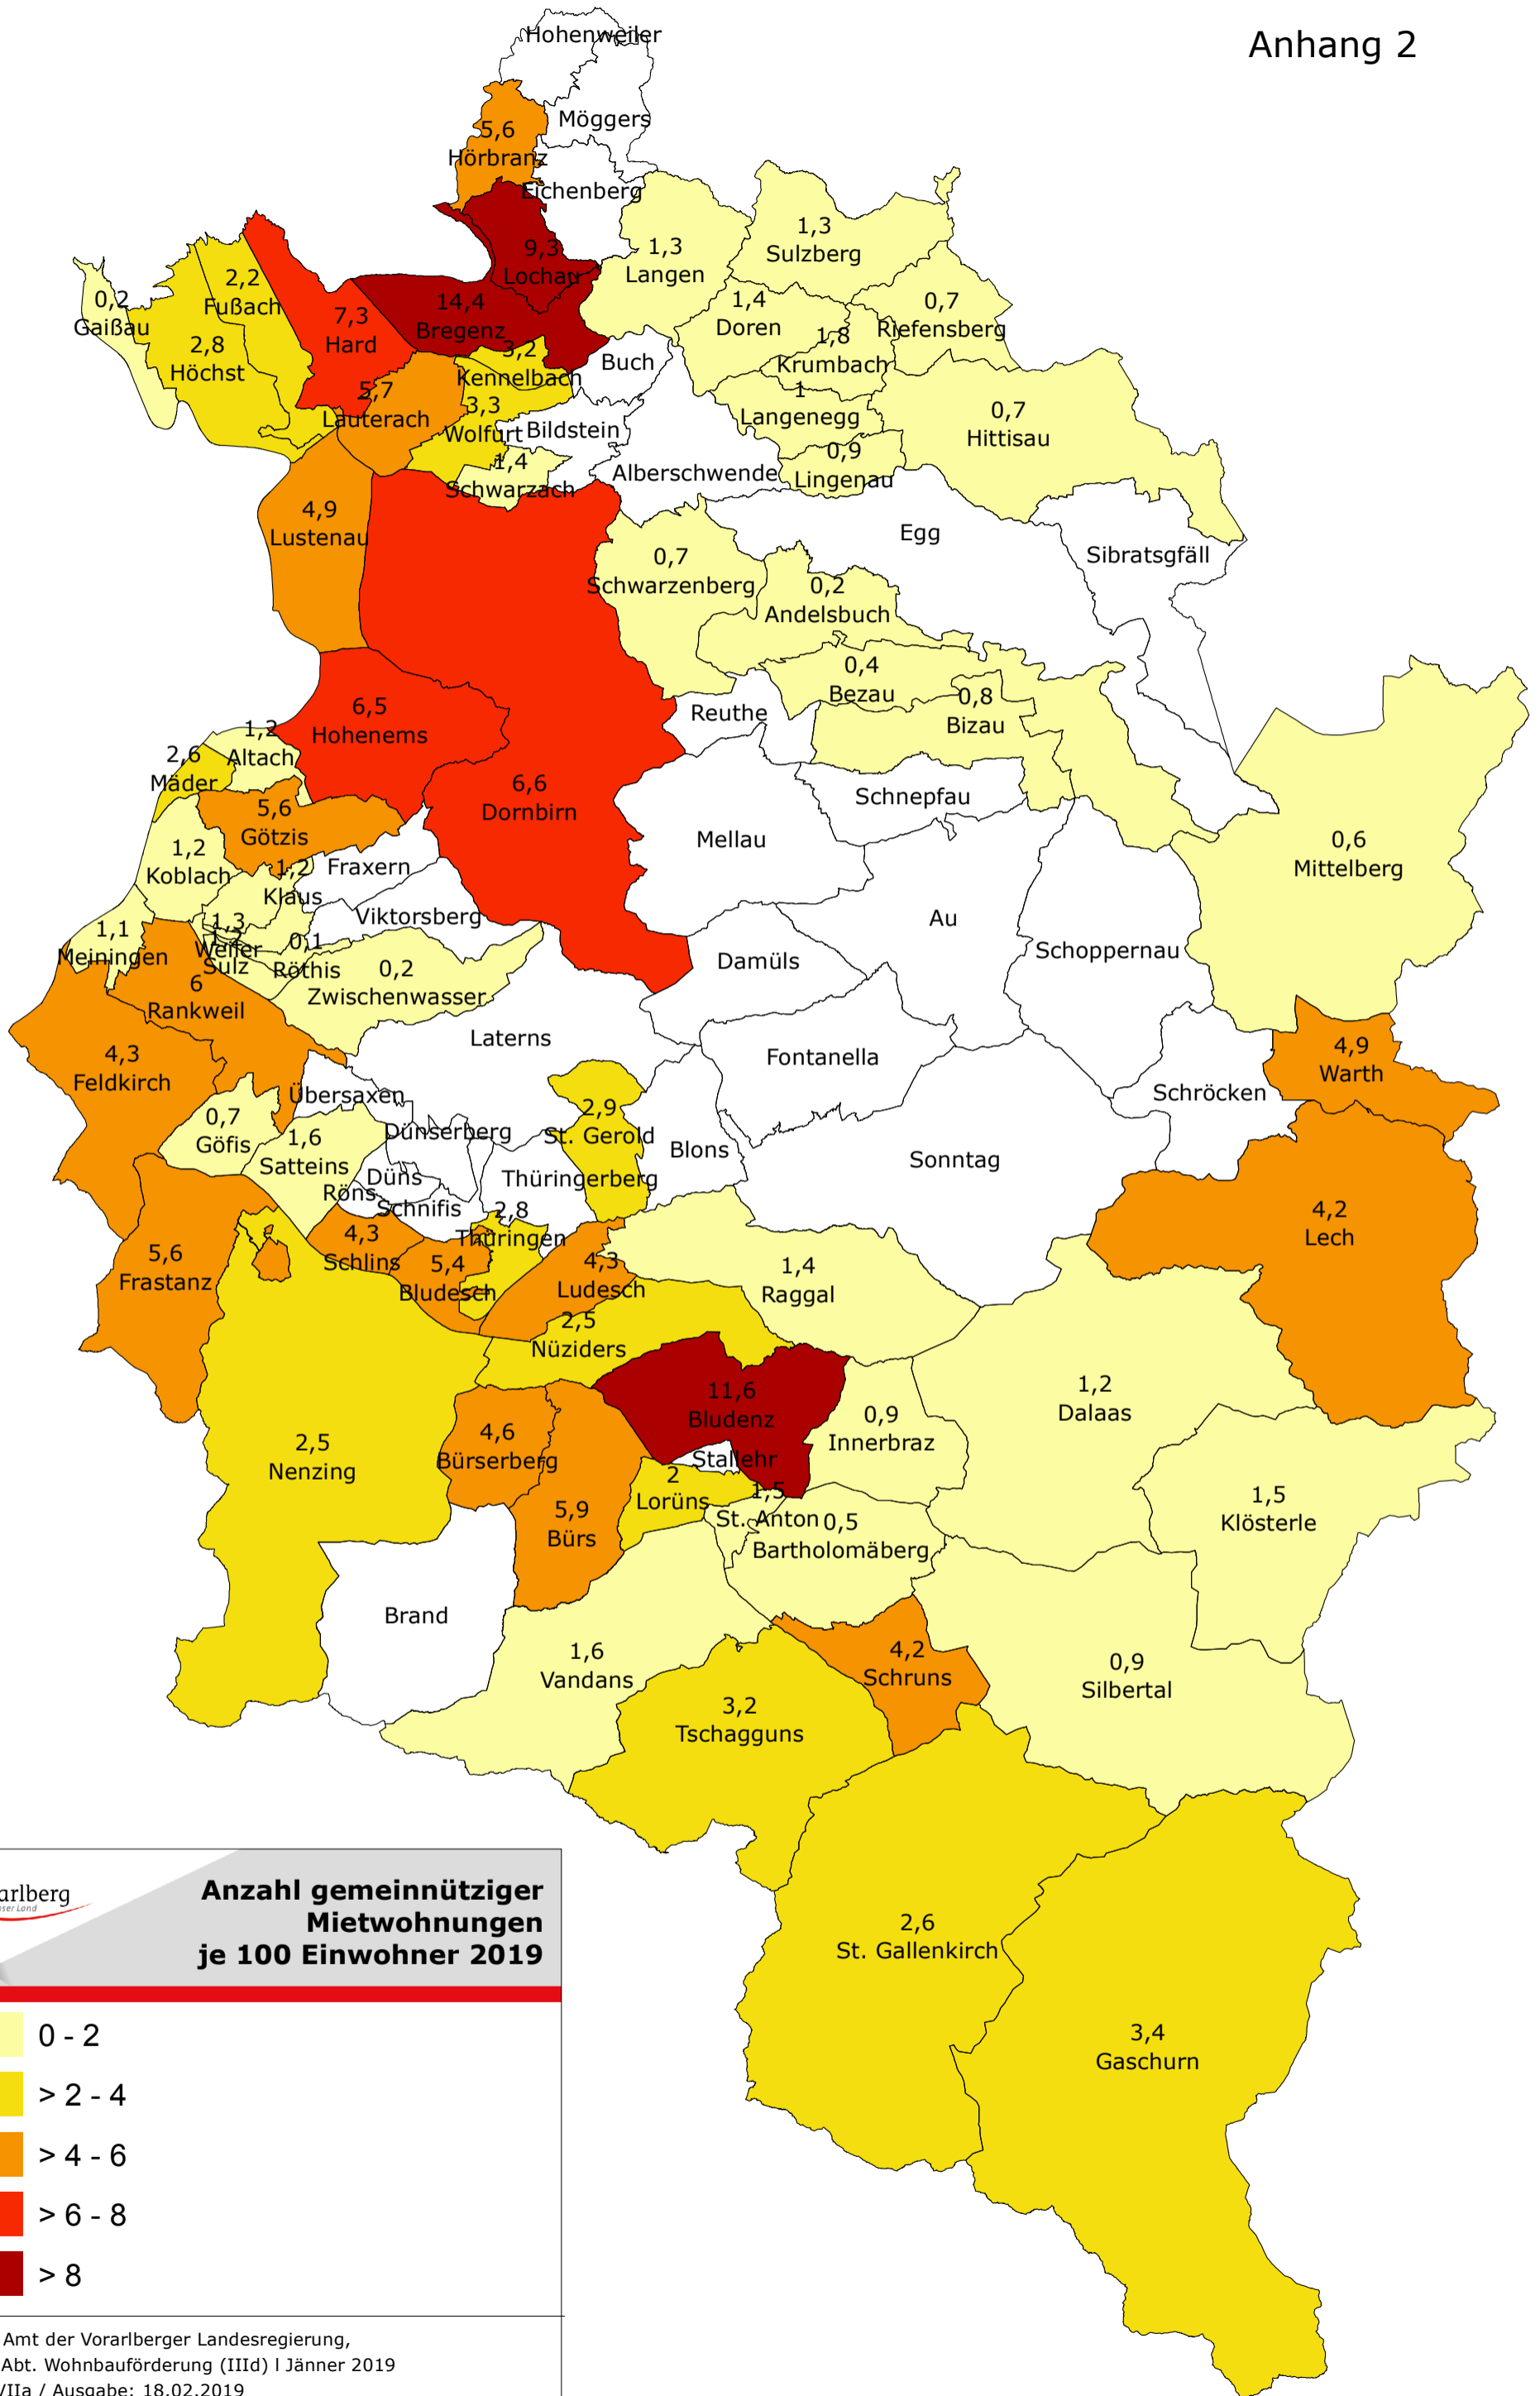 Anhang 2
Hohenweiler
Möggers
5,6
Hörbranz
Eichenberg
9,3
Lochau
1,3
Langen
1,3
Sulzberg
0,2
Gaißau
2,2
Fußach
2,8
Höchst
7,3
Hard
14,4
Bregenz
1,4
Doren
0,7
Riefensberg
1,8
Krumbach
3,2
Kennelbach
Buch
5,7
Lauterach
3,3
Wolfurt
Bildstein
1
Langenegg
0,7
Hittisau
1,4
Schwarzach
Alberschwende
0,9
Lingenau
4,9
Lustenau
Egg
Sibratsgfäll
0,7
Schwarzenberg
0,2
Andelsbuch
0,4
Bezau
0,8
Bizau
Reuthe
6,5
Hohenems
1,2
Altach
2,6
Mäder
6,6
Dornbirn
Schnepfau
5,6
Götzis
Mellau
0,6
Mittelberg
1,2
Koblach
1,2
Klaus
Fraxern
Viktorsberg
Au
Schoppernau
1,1
Meiningen
1,3
Weiler
1,2
Sulz
0,1
Röthis
0,2
Zwischenwasser
Damüls
6
Rankweil
Laterns
Fontanella
4,3
Feldkirch
4,9
Warth
Schröcken
Übersaxen
0,7
Göfis
1,6
Satteins
Dünserberg
2,9
St. Gerold
Blons
Sonntag
Düns
Röns
Thüringerberg
Schnifis
2,8
Thüringen
4,2
Lech
5,6
Frastanz
4,3
Schlins
5,4
Bludesch
4,3
Ludesch
1,4
Raggal
2,5
Nüziders
11,6
Bludenz
1,2
Dalaas
0,9
Innerbraz
2,5
Nenzing
4,6
Bürserberg
Stallehr
2
Lorüns
1,5
St. Anton
0,5
Bartholomäberg
1,5
Klösterle
5,9
Bürs
Brand
1,6
Vandans
4,2
Schruns
0,9
Silbertal
3,2
Tschagguns
2,6
St. Gallenkirch
3,4
Gaschurn
arlberg
ser Land
Anzahl gemeinnütziger
Mietwohnungen
je 100 Einwohner 2019
0 - 2
> 2 - 4
> 4 - 6
> 6 - 8
> 8
Amt der Vorarlberger Landesregierung,
Abt. Wohnbauförderung (IIId) l Jänner 2019
VIIa / Ausgabe: 18.02.2019